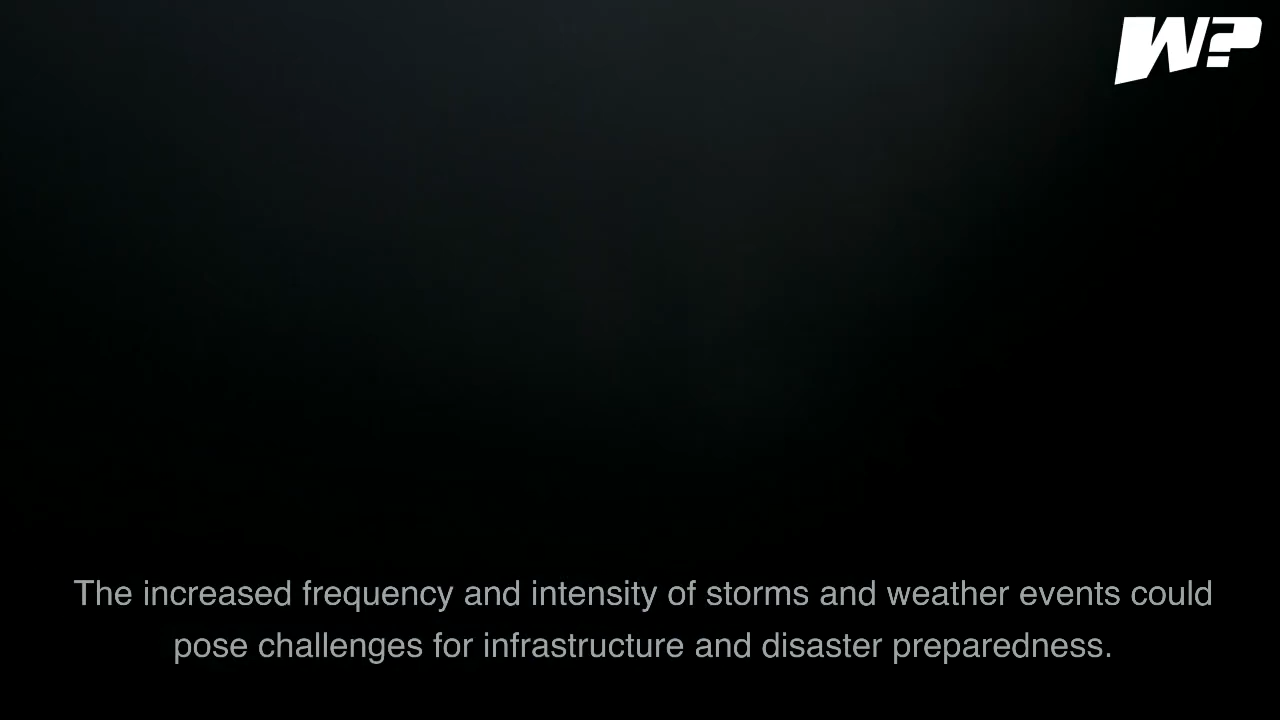 W?
The increased frequency and intensity of storms and weather events could
pose challenges for infrastructure and disaster preparedness.